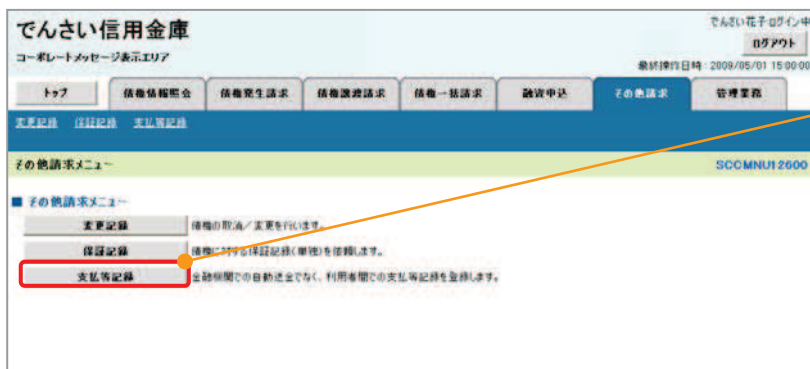 でんさい信用金庫
コーポレートメッセージ表示エリア
でんさい花子ログイン中
ログアウト
最終操作日時：2009/05/01 15:00:00
トップ 債権情報照会 債権発生請求 債権譲渡請求 債権一括請求 融資申込 その他請求 管理業務
変更記録 保証記録 支払等記録
その他請求メニュー SCCMNU12600
■ その他請求メニュー
変更記録 債権の取消／変更を行います。
保証記録 債権に対する保証記録（単独）を依頼します。
支払等記録 金融機関での自動送金でなく、利用者間での支払等記録を登録します。